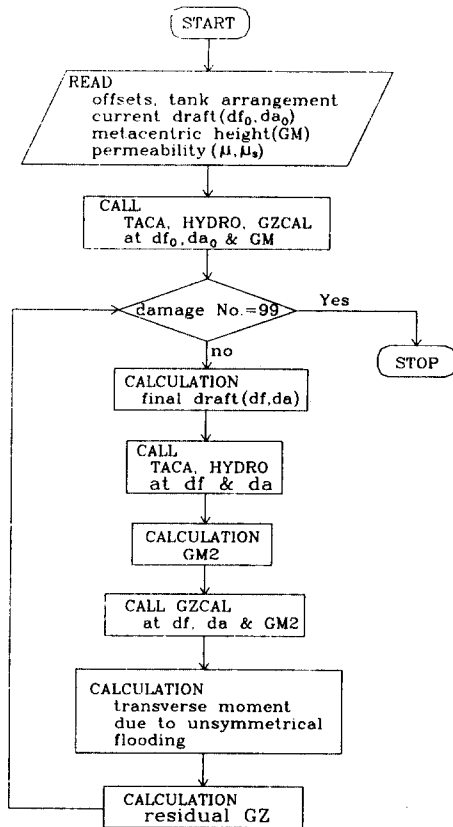 START
READ
offsets, tank arrangement
current draft(df₀,da₀)
metacentric height(GM)
permeability(μ,μₛ)
CALL
TACA, HYDRO, GZCAL
at df₀,da₀ & GM
damage No.=99
Yes
no
STOP
CALCULATION
final draft(df,da)
CALL
TACA, HYDRO
at df & da
CALCULATION
GM2
CALL GZCAL
at df, da & GM2
CALCULATION
transverse moment
due to unsymmetrical
flooding
CALCULATION
residual GZ